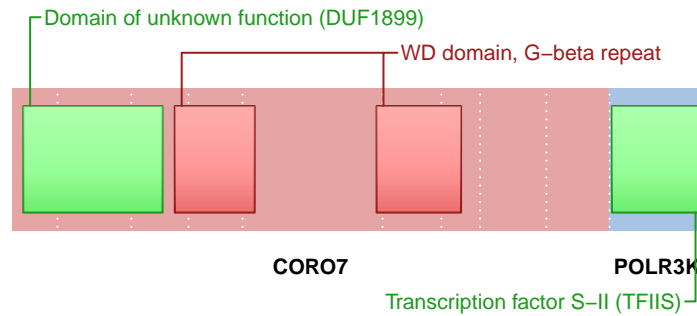 Domain of unknown function (DUF1899)
WD domain, G−beta repeat
CORO7
POLR3K
Transcription factor S−II (TFIIS)